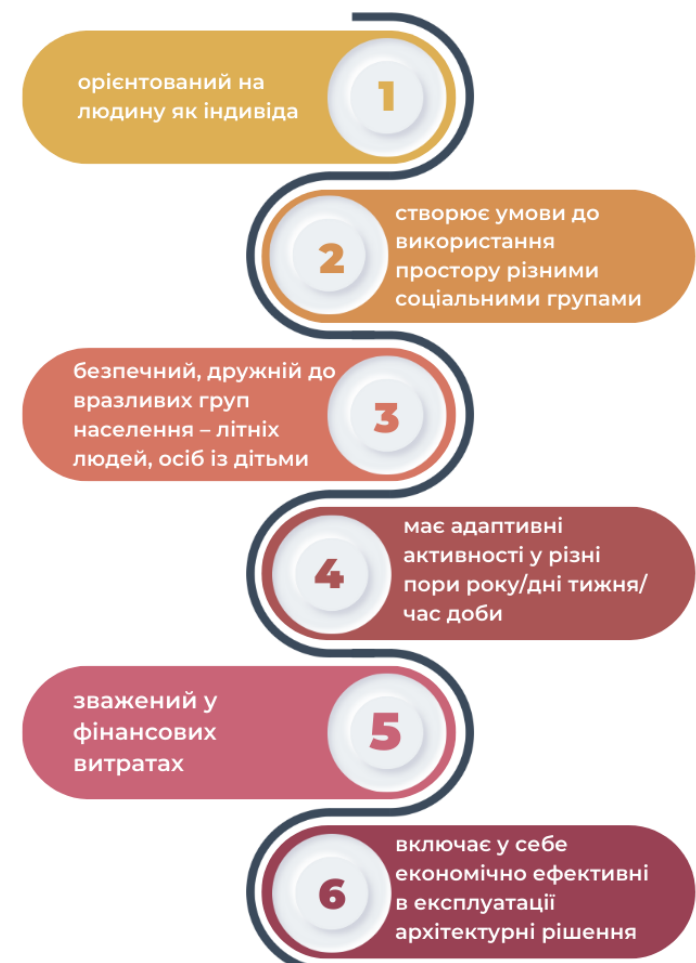 орієнтований на
людину як індивіда
1
створює умови до
використання
простору різними
соціальними групами
2
безпечний, дружній до
вразливих груп
населення – літніх
людей, осіб із дітьми
3
має адаптивні
активності у різні
пори року/дні тижня/
час доби
4
зважений у
фінансових
витратах
5
включає у себе
економічно ефективні
в експлуатації
архітектурні рішення
6